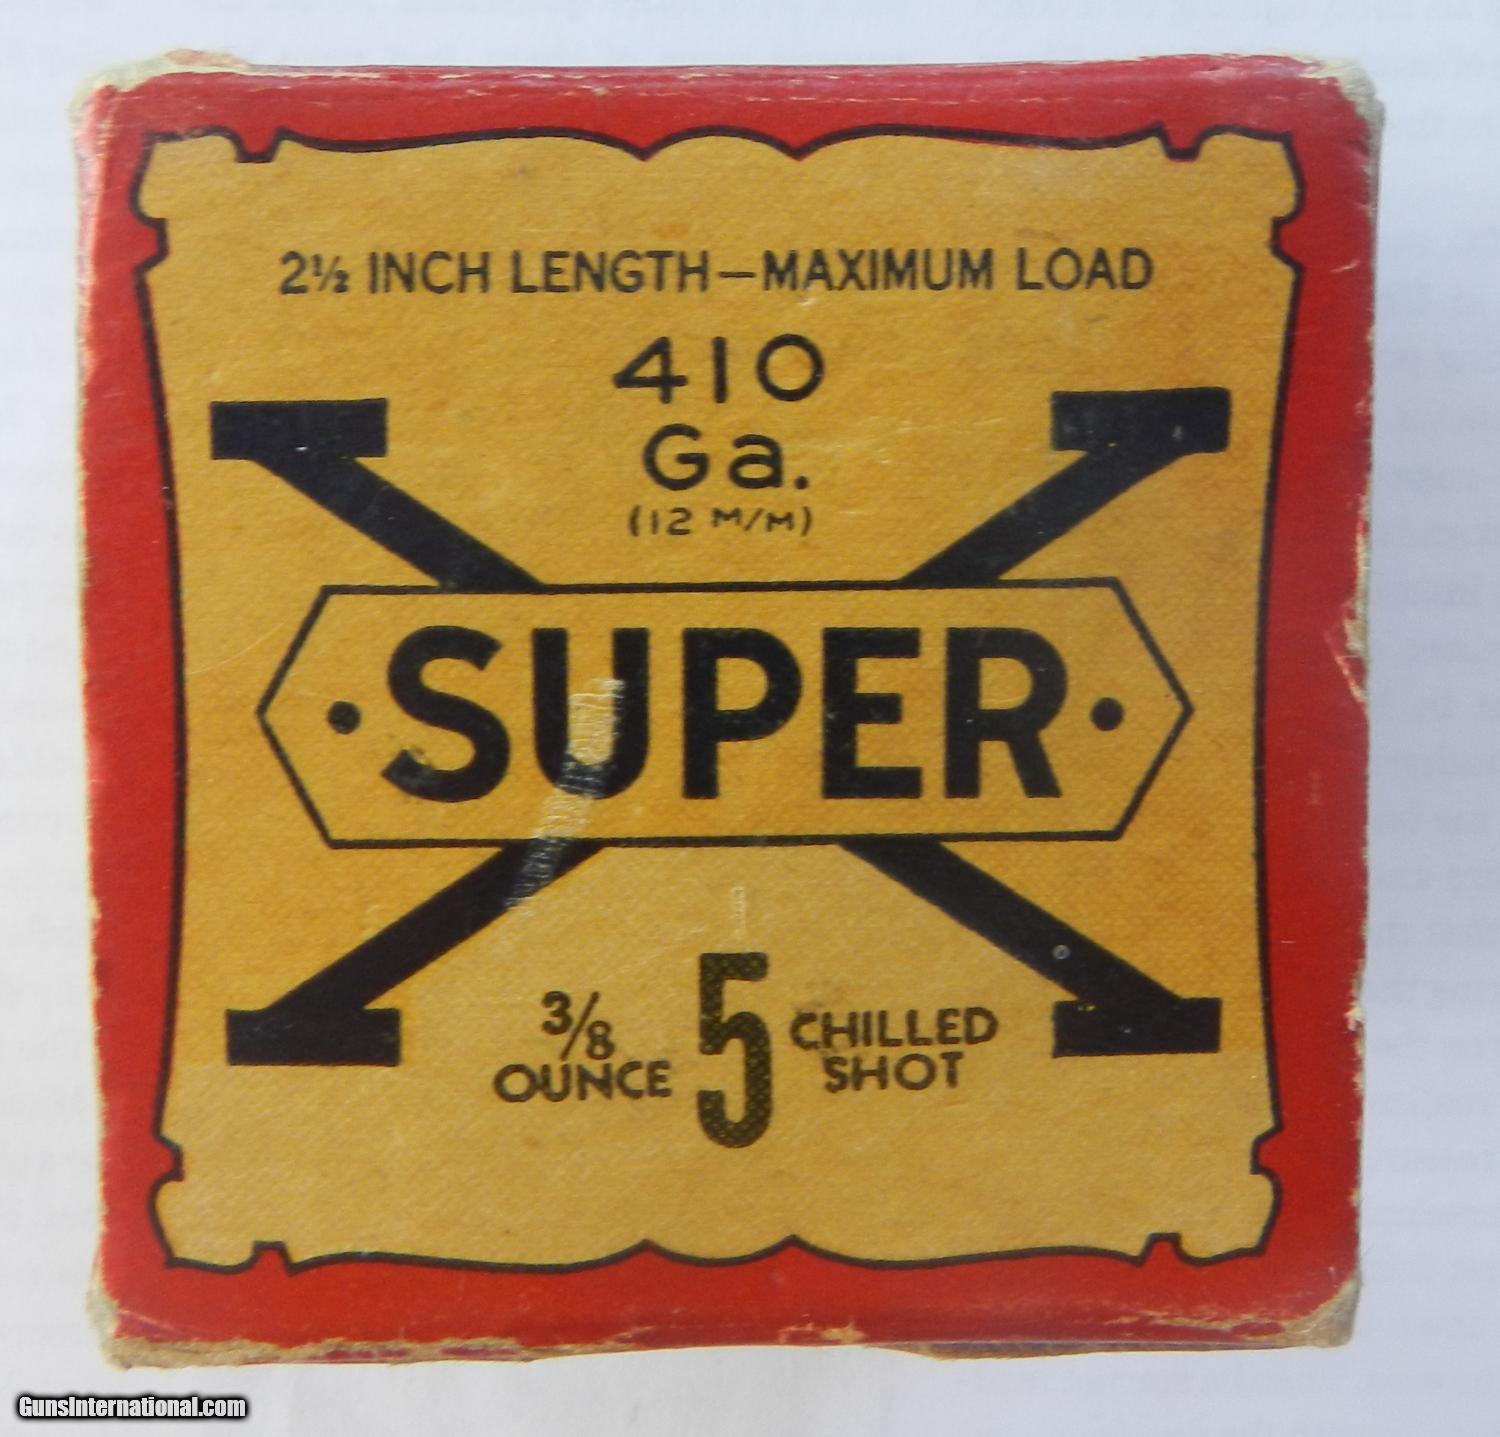 2½ INCH LENGTH—MAXIMUM LOAD
410
Ga.
(12 M/M)
X
• SUPER •
3/8
OUNCE
5
CHILLED
SHOT
GunsInternational.com